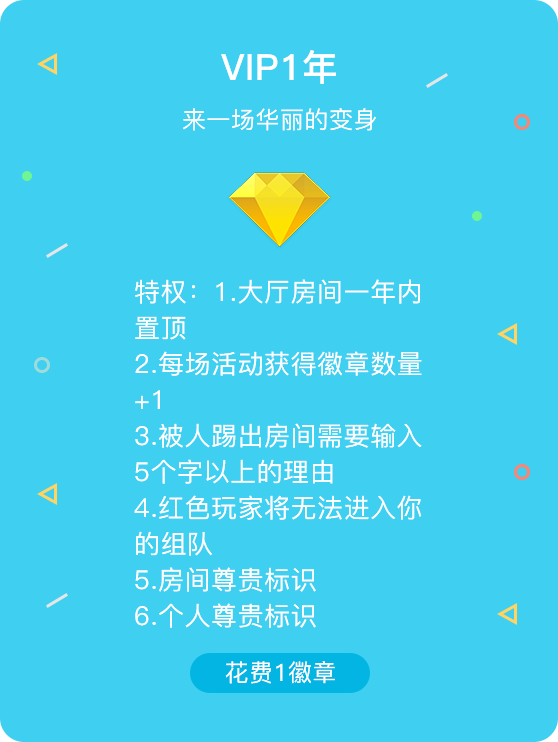 VIP1年
来一场华丽的变身
特权：1.大厅房间一年内
置顶
2.每场活动获得徽章数量
+1
3.被人踢出房间需要输入
5个字以上的理由
4.红色玩家将无法进入你
的组队
5.房间尊贵标识
6.个人尊贵标识
花费1徽章